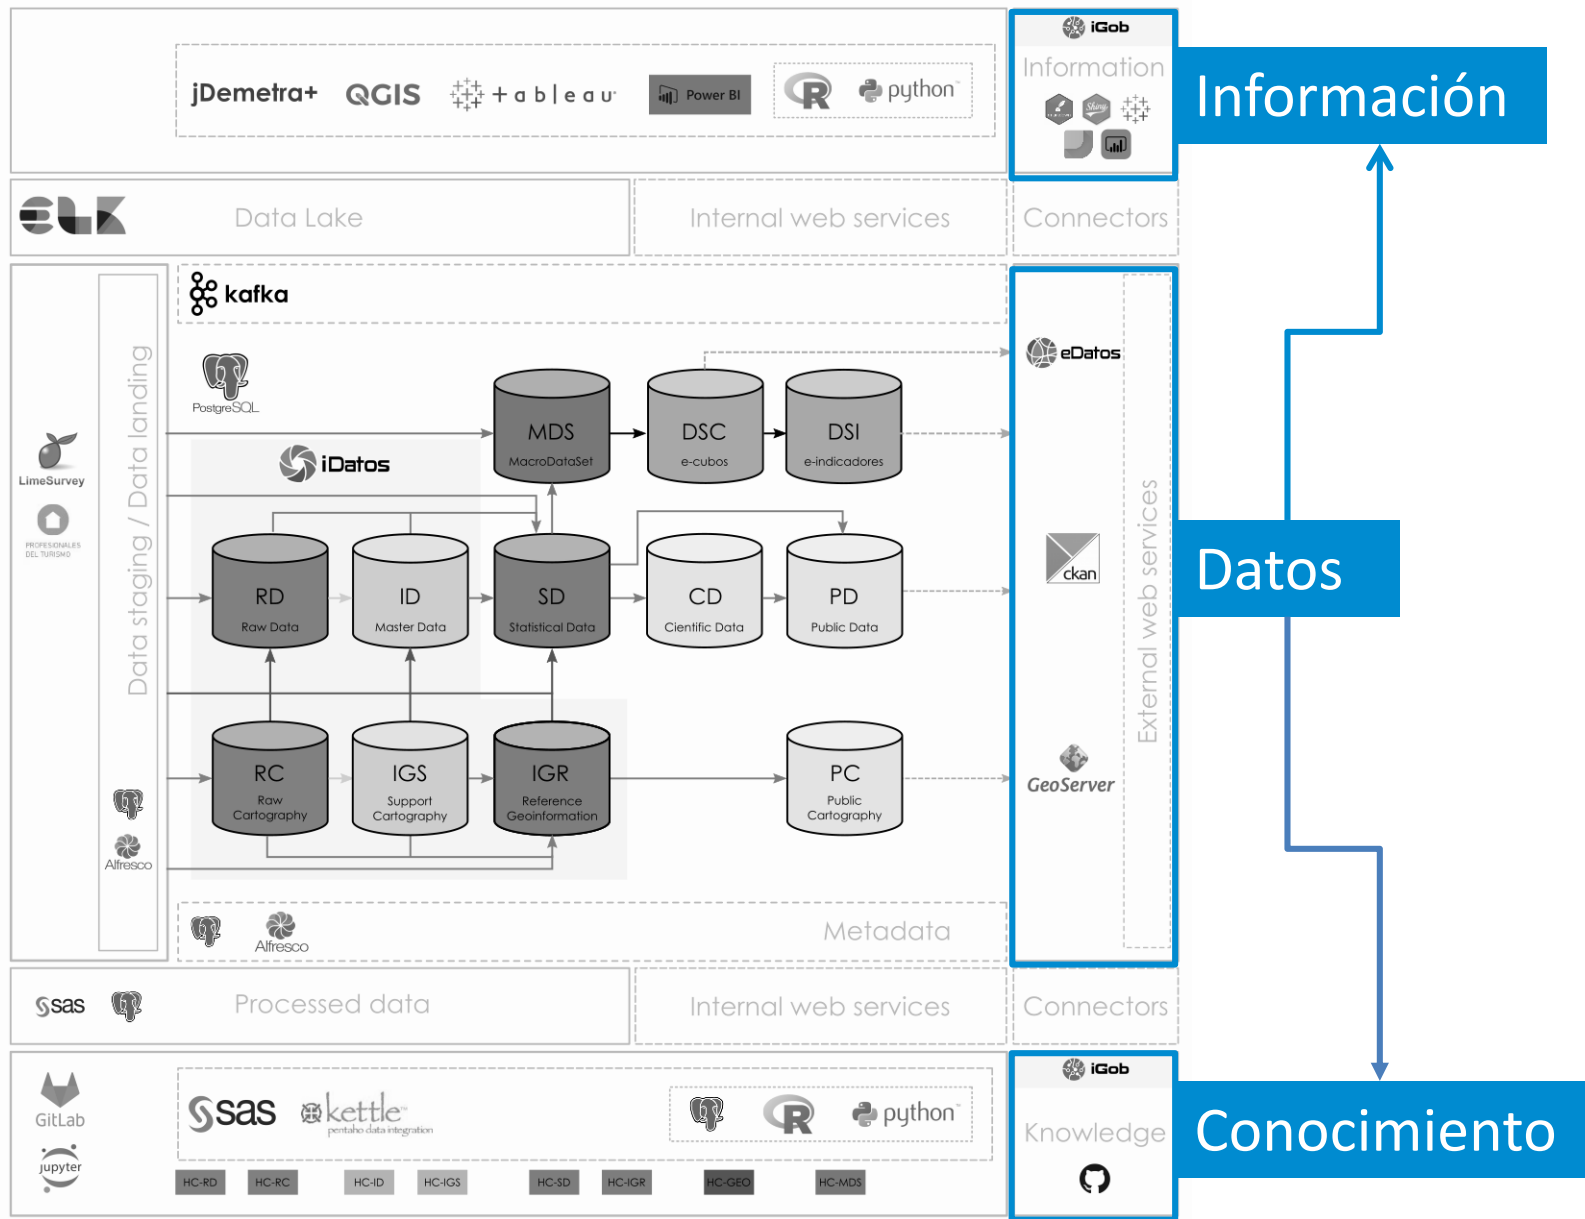 iGob
Information
Información
jDemetra+
QGIS
+ a b | e a u
Power BI
R
python
Shiny
ELK
Data Lake
Internal web services
Connectors
kafka
Data staging / Data landing
LimeSurvey
PROFESIONALES
DEL TURISMO
PostgreSQL
iDatos
MDS
MacroDataSet
DSC
e-cubos
DSI
e-indicadores
eDatos
RD
Raw Data
ID
Master Data
SD
Statistical Data
CD
Cientific Data
PD
Public Data
ckan
External web services
Datos
RC
Raw
Cartography
IGS
Support
Cartography
IGR
Reference
Geoinformation
PC
Public
Cartography
GeoServer
Alfresco
Alfresco
Metadata
sas
Processed data
Internal web services
Connectors
GitLab
jupyter
sas
kettle
pentaho data integration
R
python
HC-RD
HC-RC
HC-ID
HC-IGS
HC-SD
HC-IGR
HC-GEO
HC-MDS
iGob
Knowledge
Conocimiento